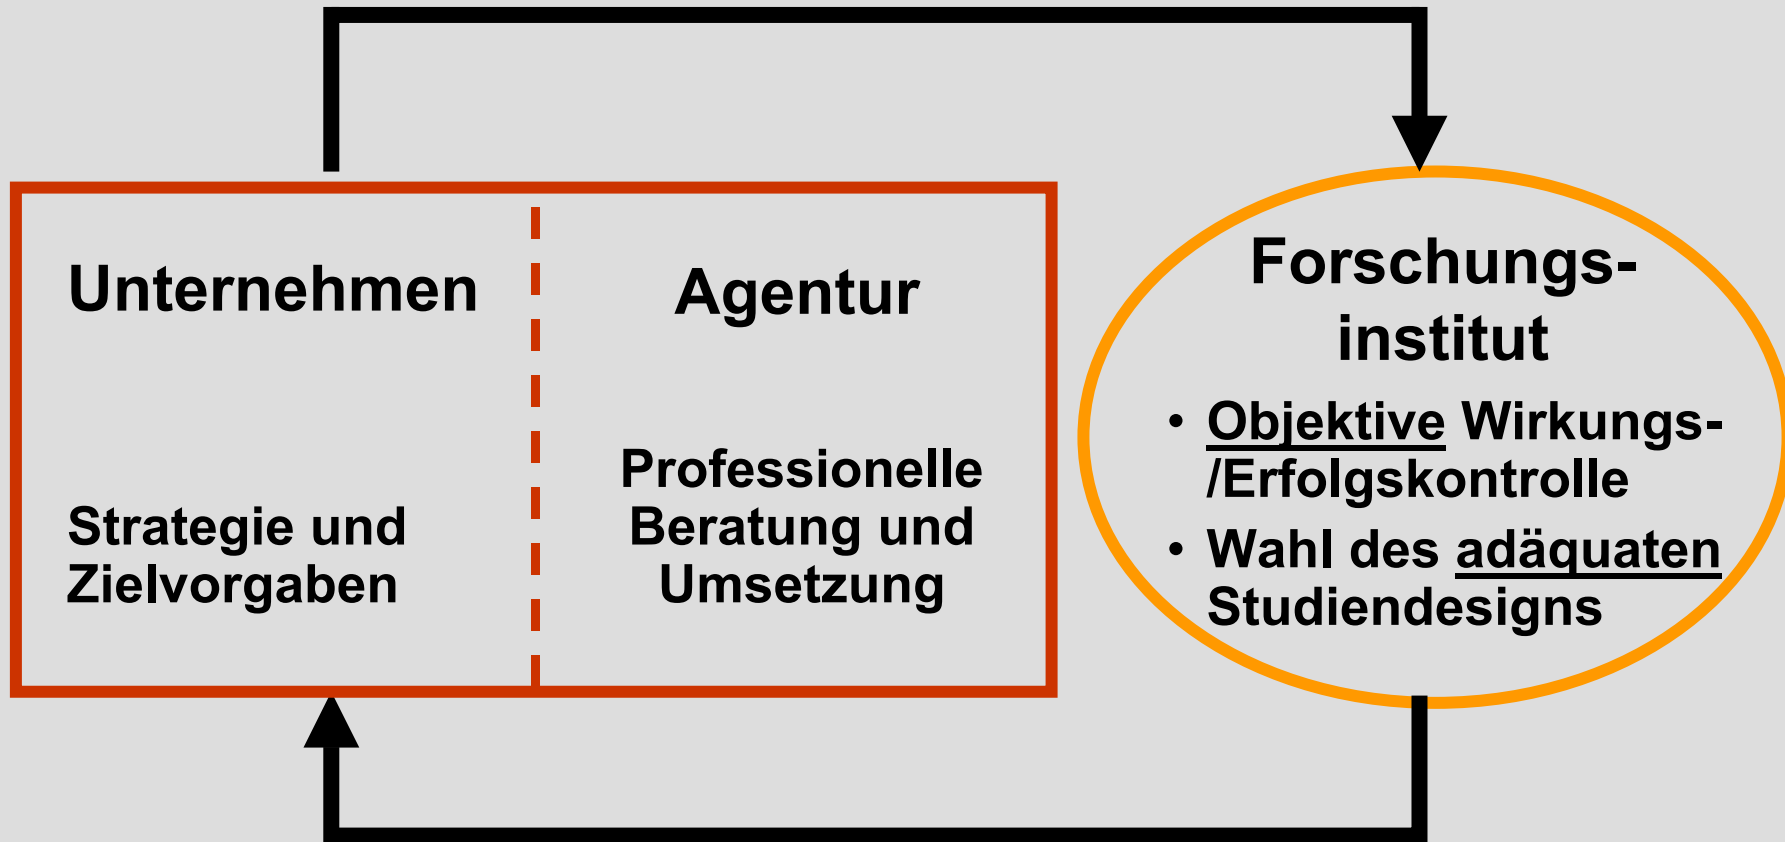 Unternehmen
Strategie und
Zielvorgaben
Agentur
Professionelle
Beratung und
Umsetzung
Forschungs-
institut
• Objektive Wirkungs-
/Erfolgskontrolle
• Wahl des adäquaten
Studiendesigns